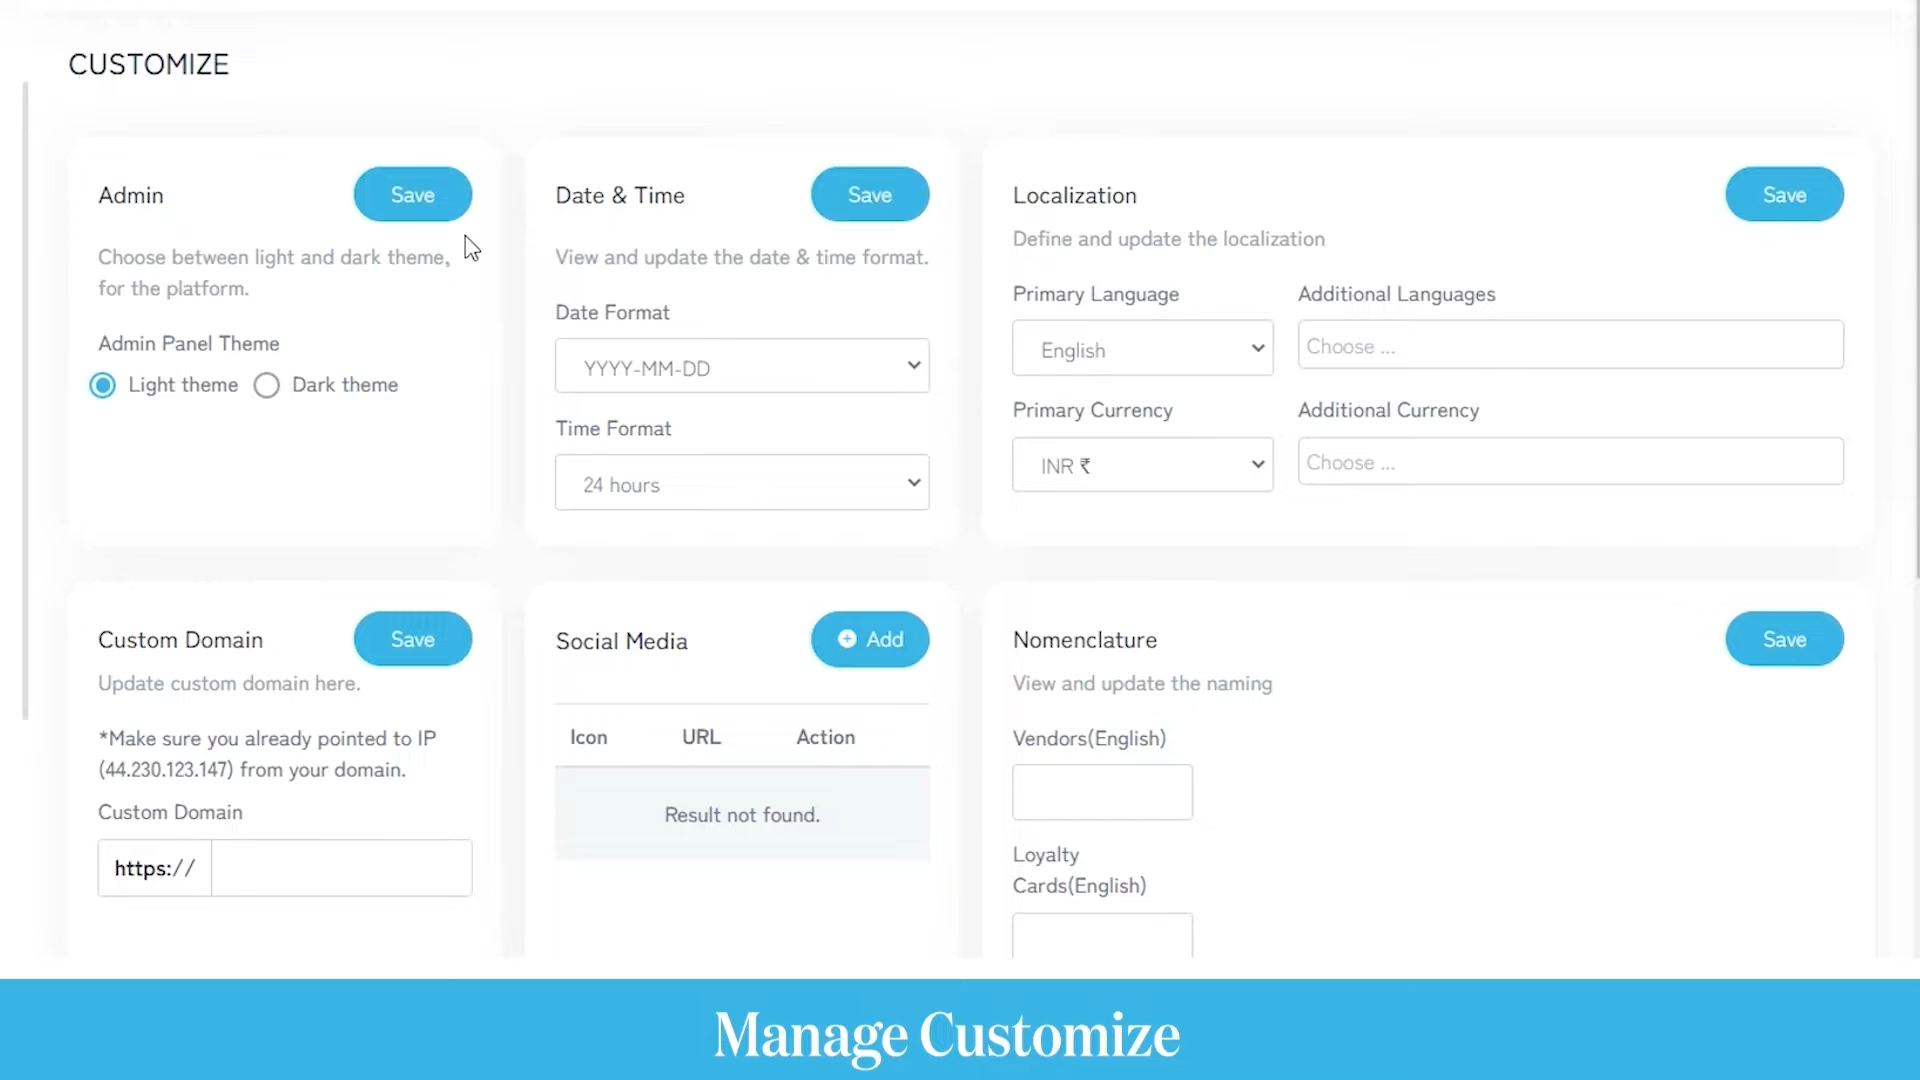 CUSTOMIZE
Admin
Save
Choose between light and dark theme,
for the platform.
Admin Panel Theme
Light theme
Dark theme
Date & Time
Save
View and update the date & time format.
Date Format
YYYY-MM-DD
Time Format
24 hours
Localization
Save
Define and update the localization
Primary Language
Additional Languages
English
Choose ...
Primary Currency
Additional Currency
INR ₹
Choose ...
Custom Domain
Save
Update custom domain here.
*Make sure you already pointed to IP
(44.230.123.147) from your domain.
Custom Domain
https://
Social Media
Add
Icon URL Action
Result not found.
Nomenclature
Save
View and update the naming
Vendors(English)
Loyalty
Cards(English)
Manage Customize